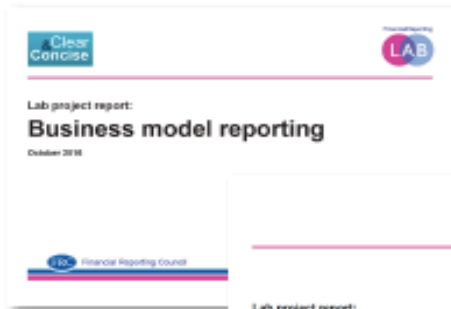 &Clear
Concise
Financial Reporting
LAB
Lab project report:
Business model reporting
October 2016
FRC
Financial Reporting Council
Lab project report: